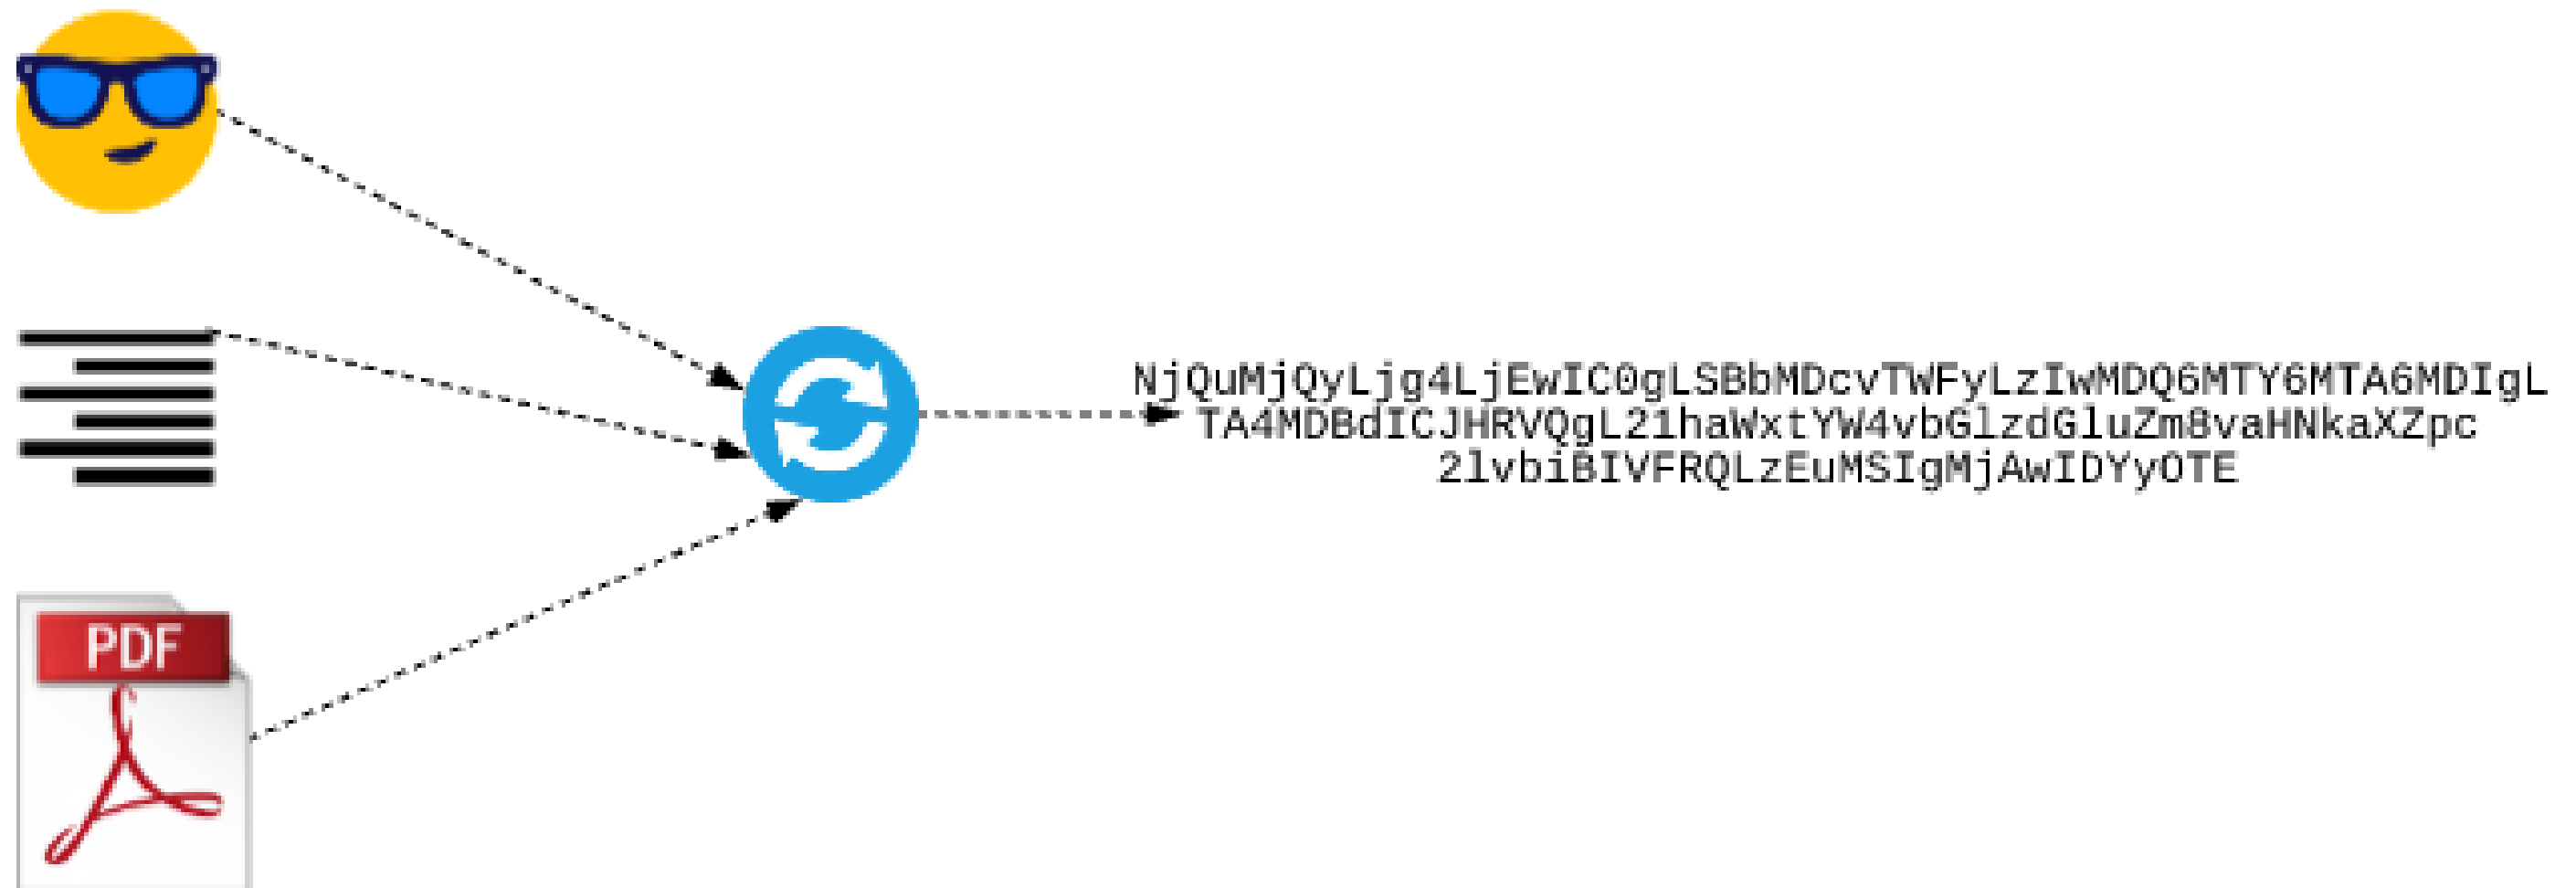 NjQuMjQyLjg4LjEwIC0gLSBbMDcvTWFyLzIwMDQ6MTY6MTA6MDIgL
TA4MDBdICJHRVQgL21haWxtYW4vbGlzdGluZm8vaHNkaXZpc
2lvbiBIVFRQLzEuMSIgMjAwIDYyOTE
PDF